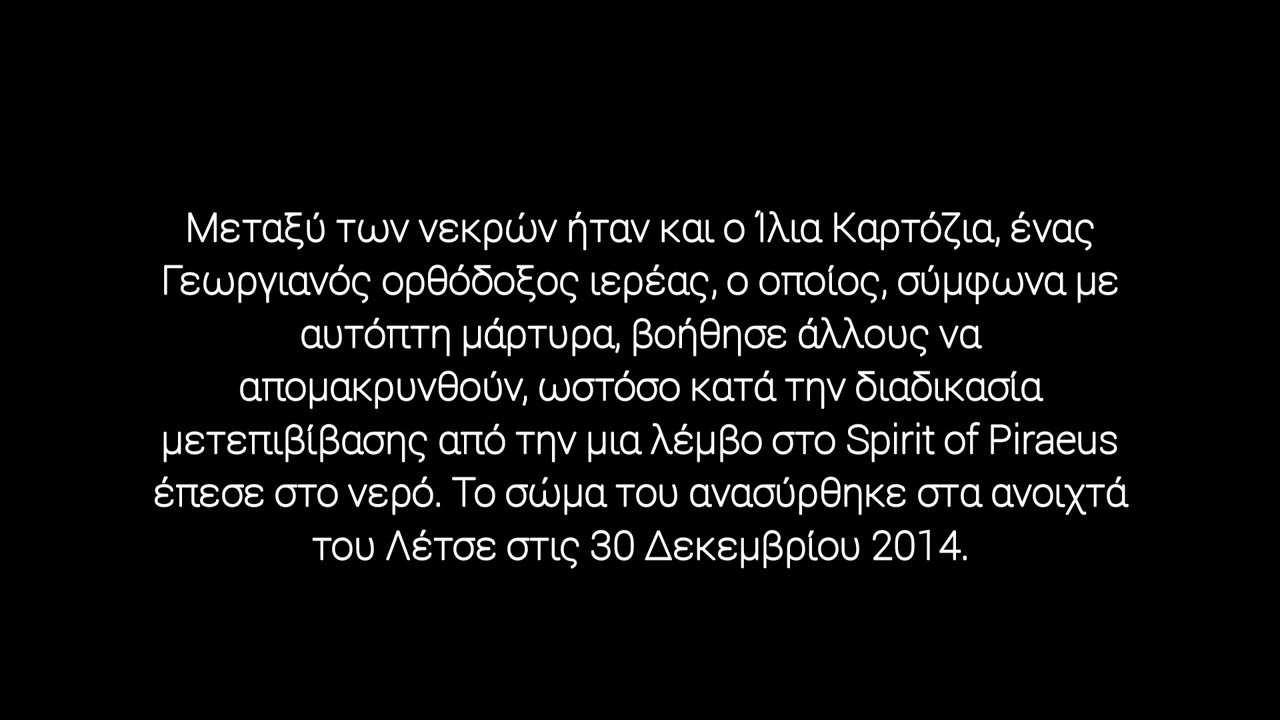 Μεταξύ των νεκρών ήταν και ο Ίλια Καρτόζια, ένας
Γεωργιανός ορθόδοξος ιερέας, ο οποίος, σύμφωνα με
αυτόπτη μάρτυρα, βοήθησε άλλους να
απομακρυνθούν, ωστόσο κατά την διαδικασία
μετεπιβίβασης από την μια λέμβο στο Spirit of Piraeus
έπεσε στο νερό. Το σώμα του ανασύρθηκε στα ανοιχτά
του Λέτσε στις 30 Δεκεμβρίου 2014.